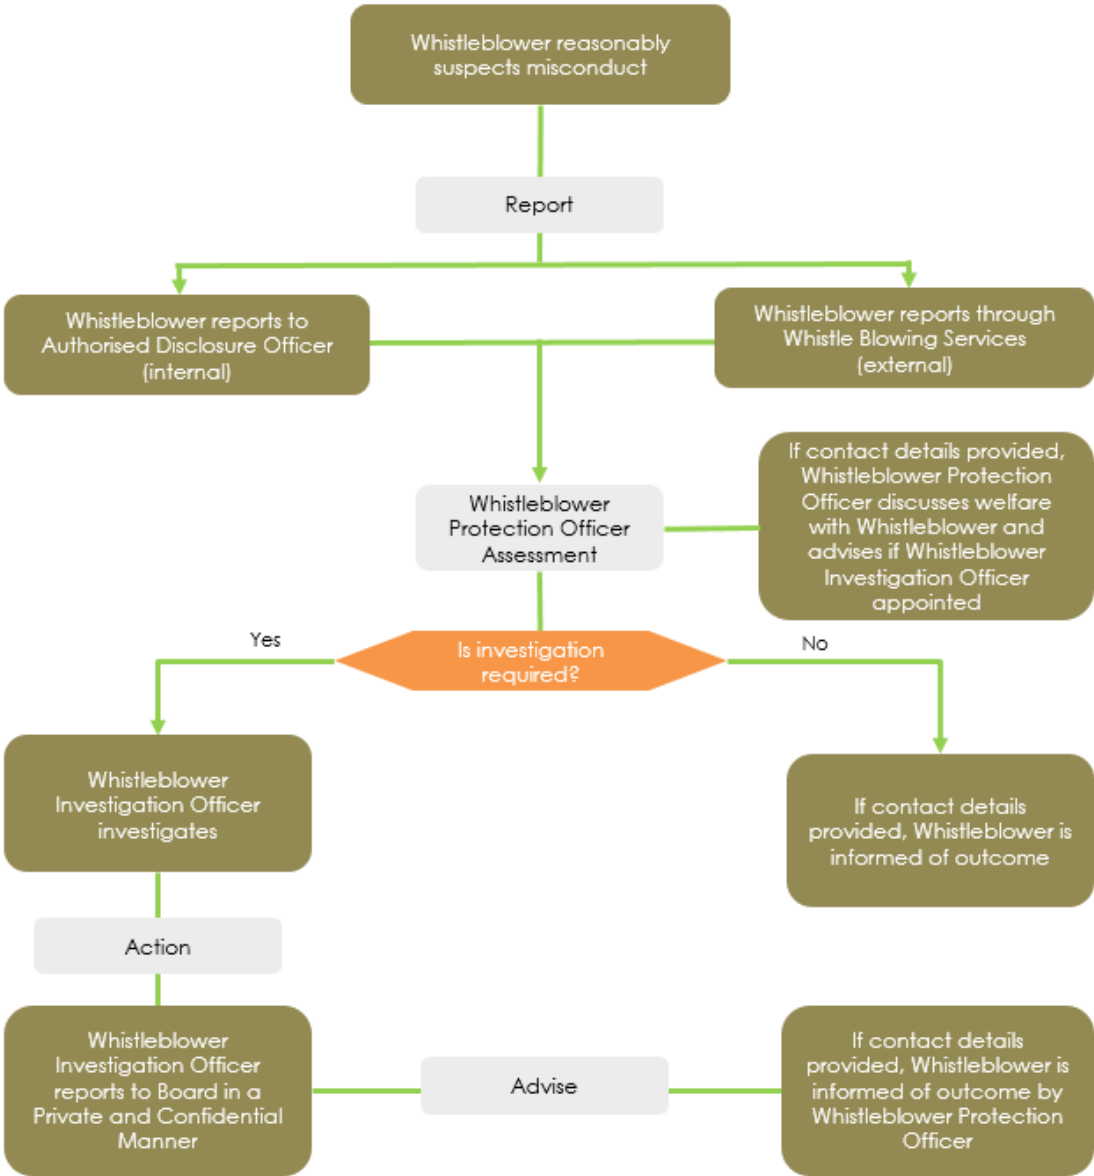 Whistleblower reasonably
suspects misconduct
Report
Whistleblower reports to
Authorised Disclosure Officer
(internal)
Whistleblower reports through
Whistle Blowing Services
(external)
If contact details provided,
Whistleblower Protection
Officer discusses welfare
with Whistleblower and
advises if Whistleblower
Investigation Officer
appointed
Whistleblower
Protection Officer
Assessment
Yes
Is investigation
required?
No
Whistleblower
Investigation Officer
investigates
If contact details
provided, Whistleblower is
informed of outcome
Action
Whistleblower
Investigation Officer
reports to Board in a
Private and Confidential
Manner
Advise
If contact details
provided, Whistleblower is
informed of outcome by
Whistleblower Protection
Officer